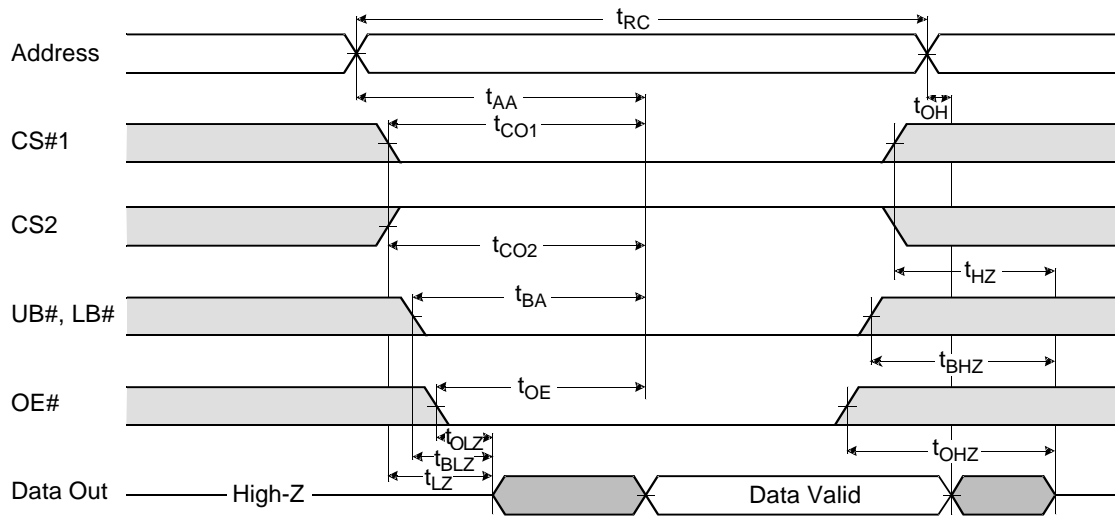 tRC
Address
tAA
tOH
tCO1
CS#1
CS2
tCO2
tHZ
tBA
UB#, LB#
tBHZ
tOE
OE#
tOLZ
tOHZ
tBLZ
tLZ
Data Out
High-Z
Data Valid